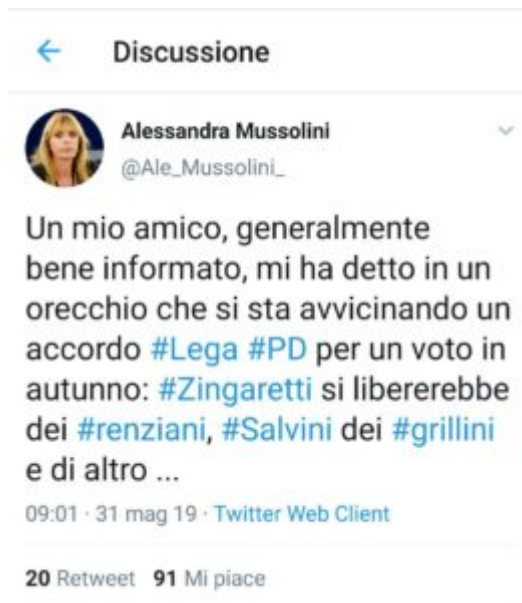 Discussione
Alessandra Mussolini
@Ale_Mussolini_
Un mio amico, generalmente
bene informato, mi ha detto in un
orecchio che si sta avvicinando un
accordo #Lega #PD per un voto in
autunno: #Zingaretti si libererebbe
dei #renziani, #Salvini dei #grillini
e di altro ...
09:01 · 31 mag 19 · Twitter Web Client
20 Retweet 91 Mi piace